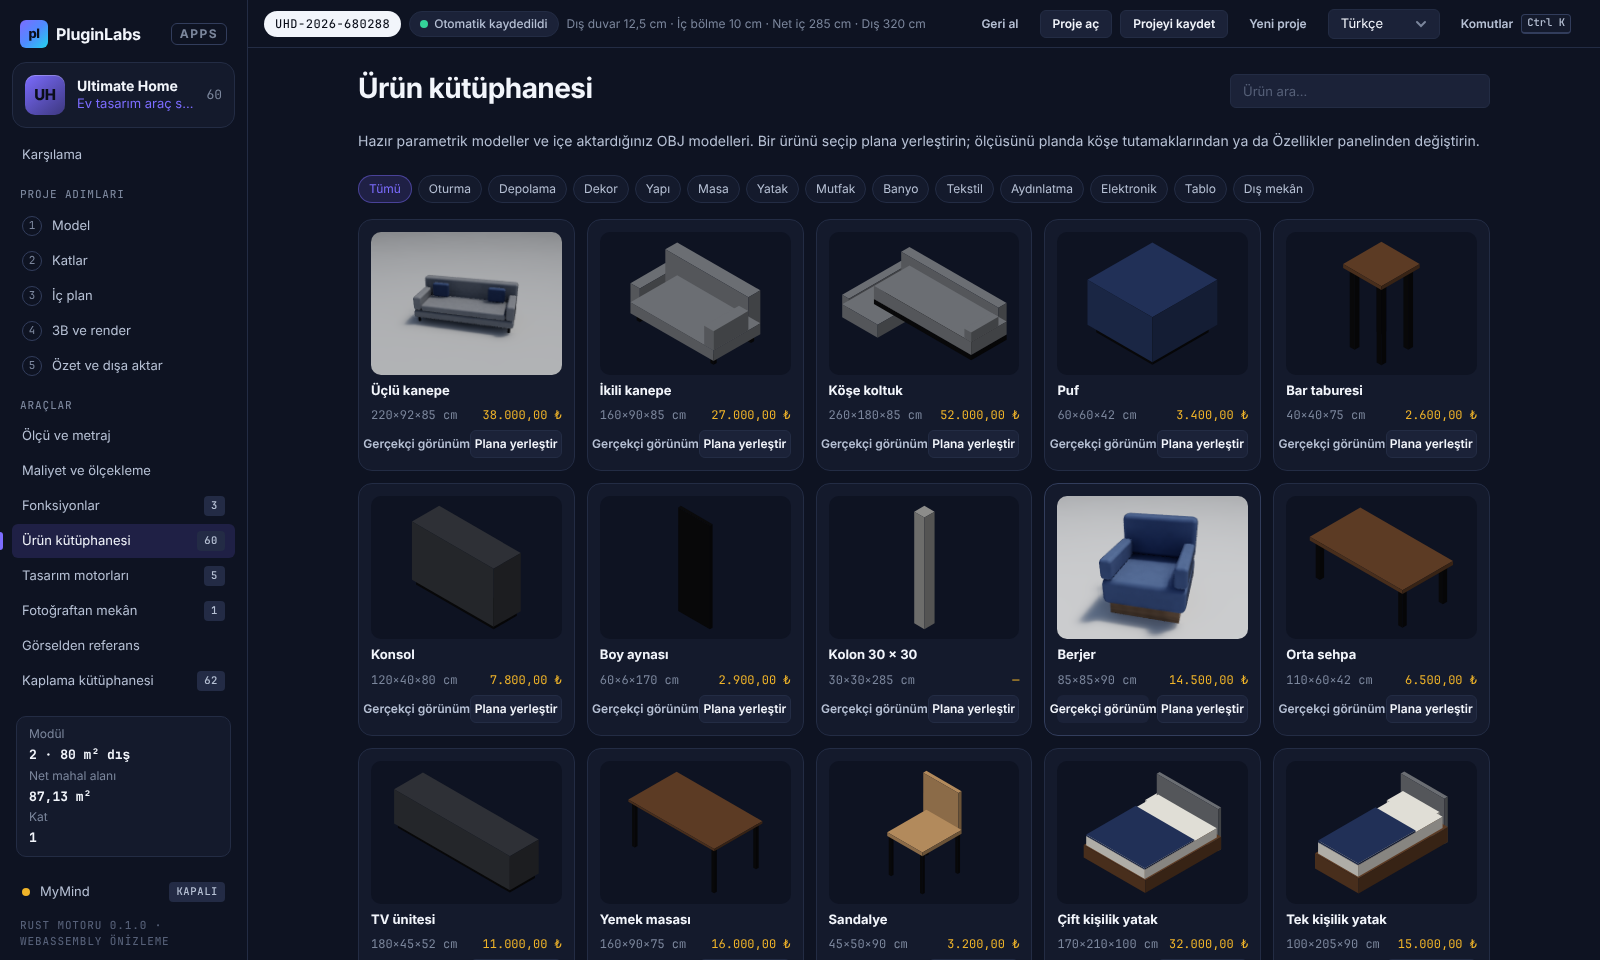 pl PluginLabs APPS
UH Ultimate Home 60
Ev tasarım araç s...
Karşılama
PROJE ADIMLARI
1 Model
2 Katlar
3 İç plan
4 3B ve render
5 Özet ve dışa aktar
ARAÇLAR
Ölçü ve metraj
Maliyet ve ölçekleme
Fonksiyonlar 3
Ürün kütüphanesi 60
Tasarım motorları 5
Fotoğraftan mekân 1
Görselden referans
Kaplama kütüphanesi 62
Modül
2 · 80 m² dış
Net mahal alanı
87,13 m²
Kat
1
MyMind KAPALI
RUST MOTORU 0.1.0 ·
WEBASSEMBLY ÖNİZLEME
UHD-2026-680288 Otomatik kaydedildi Dış duvar 12,5 cm · İç bölme 10 cm · Net iç 285 cm · Dış 320 cm Geri al Proje aç Projeyi kaydet Yeni proje Türkçe Komutlar Ctrl K
Ürün kütüphanesi Ürün ara...
Hazır parametrik modeller ve içe aktardığınız OBJ modelleri. Bir ürünü seçip plana yerleştirin; ölçüsünü planda köşe tutamaklarından ya da Özellikler panelinden değiştirin.
Tümü Oturma Depolama Dekor Yapı Masa Yatak Mutfak Banyo Tekstil Aydınlatma Elektronik Tablo Dış mekân
Üçlü kanepe İkili kanepe Köşe koltuk Puf Bar taburesi
220×92×85 cm 38.000,00 ₺ 160×90×85 cm 27.000,00 ₺ 260×180×85 cm 52.000,00 ₺ 60×60×42 cm 3.400,00 ₺ 40×40×75 cm 2.600,00 ₺
Gerçekçi görünüm Plana yerleştir Gerçekçi görünüm Plana yerleştir Gerçekçi görünüm Plana yerleştir Gerçekçi görünüm Plana yerleştir Gerçekçi görünüm Plana yerleştir
Konsol Boy aynası Kolon 30 × 30 Berjer Orta sehpa
120×40×80 cm 7.800,00 ₺ 60×6×170 cm 2.900,00 ₺ 30×30×285 cm — 85×85×90 cm 14.500,00 ₺ 110×60×42 cm 6.500,00 ₺
Gerçekçi görünüm Plana yerleştir Gerçekçi görünüm Plana yerleştir Gerçekçi görünüm Plana yerleştir Gerçekçi görünüm Plana yerleştir Gerçekçi görünüm Plana yerleştir
TV ünitesi Yemek masası Sandalye Çift kişilik yatak Tek kişilik yatak
180×45×52 cm 11.000,00 ₺ 160×90×75 cm 16.000,00 ₺ 45×50×90 cm 3.200,00 ₺ 170×210×100 cm 32.000,00 ₺ 100×205×90 cm 15.000,00 ₺